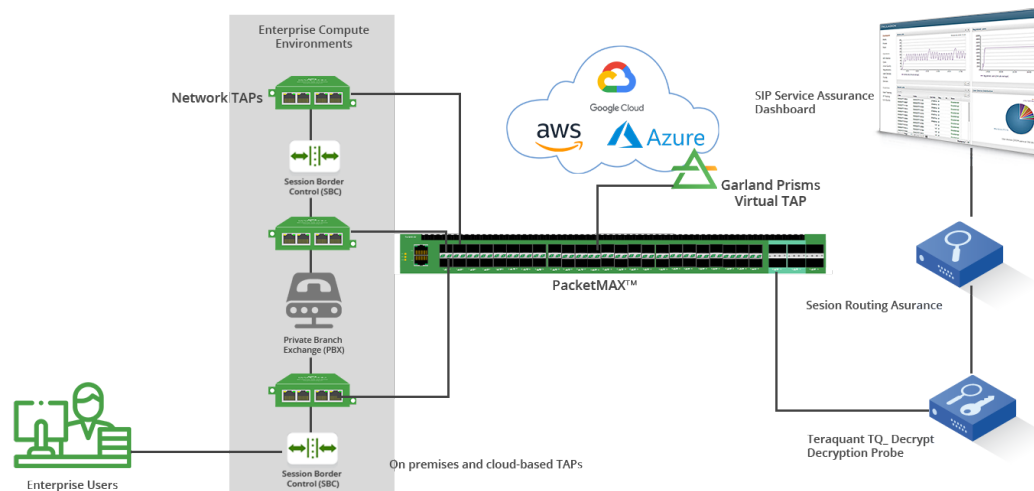 Enterprise Compute
Environments
Network TAPs
Session Border
Control (SBC)
Private Branch
Exchange (PBX)
Session Border
Control (SBC)
Enterprise Users
On premises and cloud-based TAPs
Google Cloud
aws
Azure
Garland Prisms
Virtual TAP
PacketMAX™
SIP Service Assurance
Dashboard
Sesion Routing Asurance
Teraquant TQ_ Decrypt
Decryption Probe